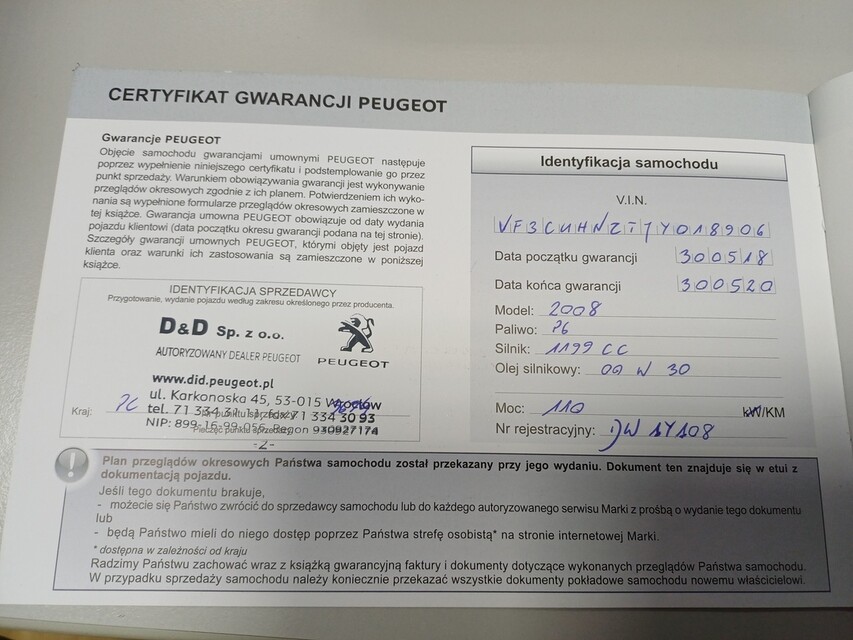 CERTYFIKAT GWARANCJI PEUGEOT
Gwarancje PEUGEOT
Objęcie samochodu gwarancjami umownymi PEUGEOT następuje
poprzez wypełnienie niniejszego certyfikatu i podstemplowanie go przez
punkt sprzedaży. Warunkiem obowiązywania gwarancji jest wykonywanie
przeglądów okresowych zgodnie z ich planem. Potwierdzeniem ich wyko-
nania są wypełnione formularze przeglądów okresowych zamieszczone w
tej książce. Gwarancja umowna PEUGEOT obowiązuje od daty wydania
pojazdu klientowi (data początku okresu gwarancji podana na tej stronie).
Szczegóły gwarancji umownych PEUGEOT, którymi objęty jest pojazd
klienta oraz warunki ich zastosowania są zamieszczone w poniższej
książce.
IDENTYFIKACJA SPRZEDAWCY
Przygotowanie, wydanie pojazdu według zakresu określonego przez producenta.
D&D Sp. z o.o.
AUTORYZOWANY DEALER PEUGEOT
PEUGEOT
www.did.peugeot.pl
ul. Karkonoska 45, 53-015 Wrocław
Kraj: PL
tel. 71 334 31 13, fax 71 334 30 93
NIP: 899-16-99-056, Regon 930927174
-2-
Identyfikacja samochodu
V.I.N.
VF3CUHNZTJY018906
Data początku gwarancji 300518
Data końca gwarancji 300520
Model: 2008
Paliwo: P6
Silnik: 1199 CC
Olej silnikowy: 00 W 30
Moc: 110 kW/KM
Nr rejestracyjny: DW 1Y108
Plan przeglądów okresowych Państwa samochodu został przekazany przy jego wydaniu. Dokument ten znajduje się w etui z
dokumentacją pojazdu.
Jeśli tego dokumentu brakuje,
- możecie się Państwo zwrócić do sprzedawcy samochodu lub do każdego autoryzowanego serwisu Marki z prośbą o wydanie tego dokumentu
lub
- będą Państwo mieli do niego dostęp poprzez Państwa strefę osobistą* na stronie internetowej Marki.
* dostępna w zależności od kraju
Radzimy Państwu zachować wraz z książką gwarancyjną faktury i dokumenty dotyczące wykonanych przeglądów Państwa samochodu.
W przypadku sprzedaży samochodu należy koniecznie przekazać wszystkie dokumenty pokładowe samochodu nowemu właścicielowi.